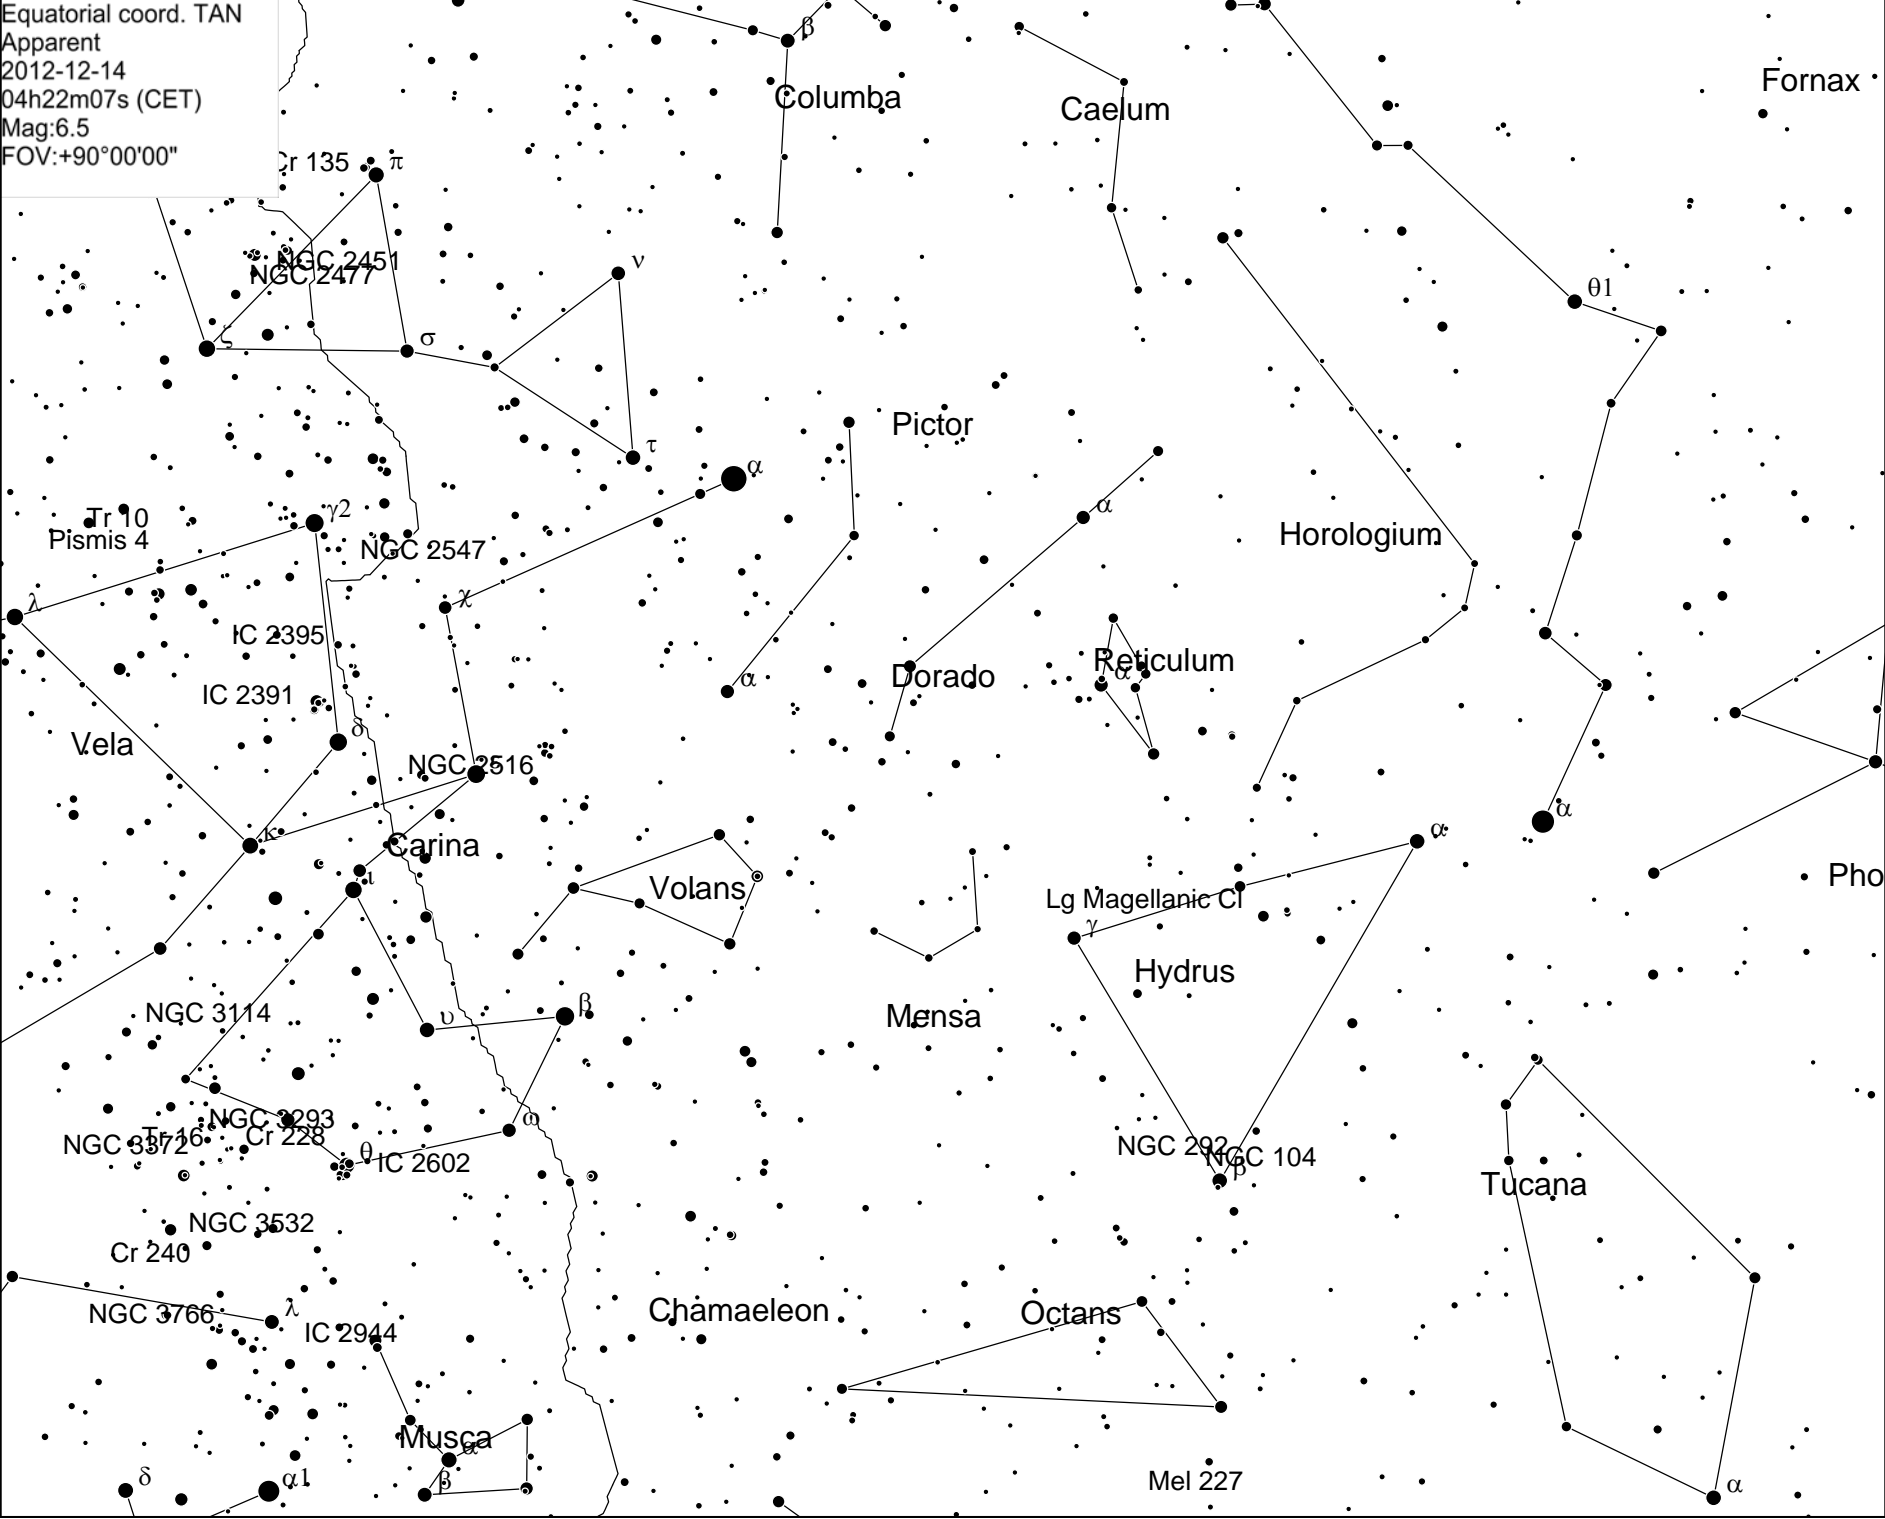 Equatorial coord. TAN
Apparent
2012-12-14
04h22m07s (CET)
Mag:6.5
FOV:+90°00'00"
β
Columba
Caelum
Fornax
Cr 135
π
NGC 2451
NGC 2477
ν
θ1
ζ
σ
Pictor
τ
α
α
γ2
Tr 10
Pismis 4
NGC 2547
Horologium
λ
χ
IC 2395
Reticulum
α
Dorado
α
IC 2391
δ
Vela
NGC 2516
ε
α
α
κ
Carina
ι
Volans
Pho
Lg Magellanic Cl
γ
Hydrus
NGC 3114
υ
β
Mensa
NGC 3293
ω
Tr 16
Cr 228
NGC 3372
θ
IC 2602
NGC 292
NGC 104
β
Tucana
NGC 3532
Cr 240
NGC 3766
λ
IC 2944
Chamaeleon
Octans
Musca
α
δ
α1
β
Mel 227
α